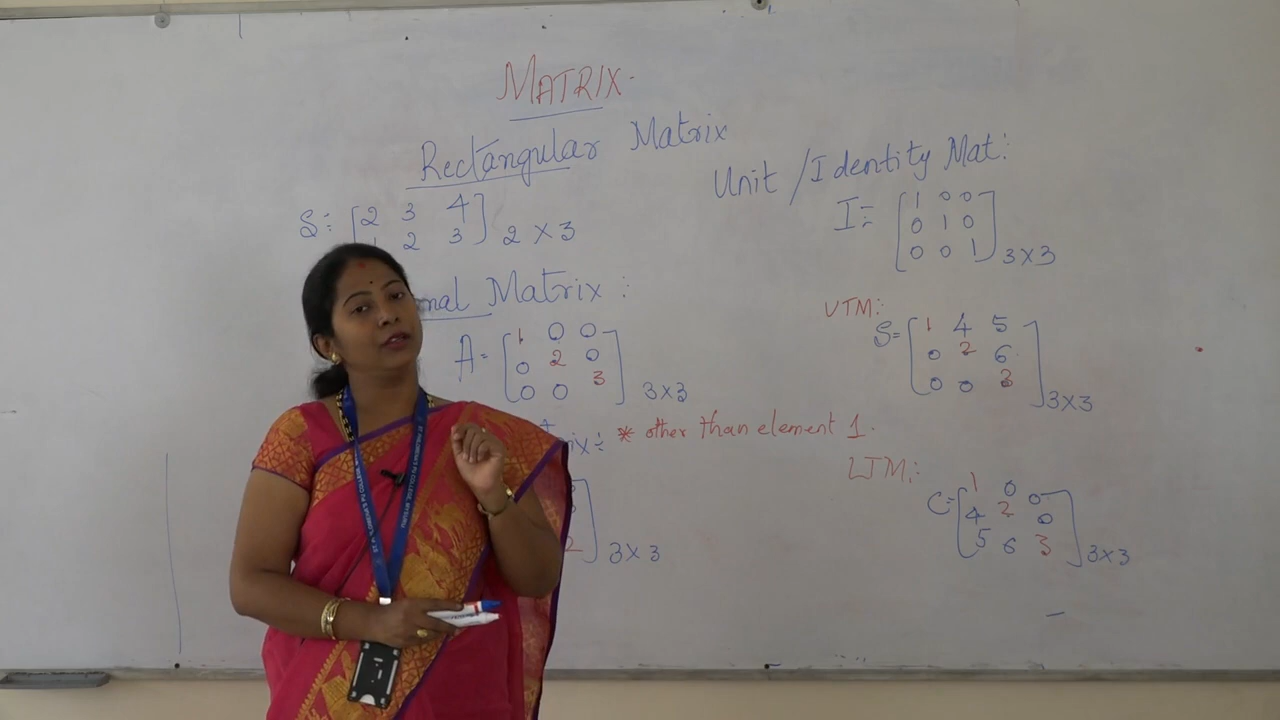 MATRIX.
Rectangular Matrix
S: [2 3 4
2 3] 2 X 3
Matrix :
A= [1 0 0
0 2 0
0 0 3] 3X3
* other than element 1.
2] 3X3
Unit / Identity Mat:
I= [1 0 0
0 1 0
0 0 1] 3X3
UTM:
S= [1 4 5
0 2 6
0 0 3] 3X3
LTM:
C= [1 0 0
4 2 0
5 6 3] 3X3